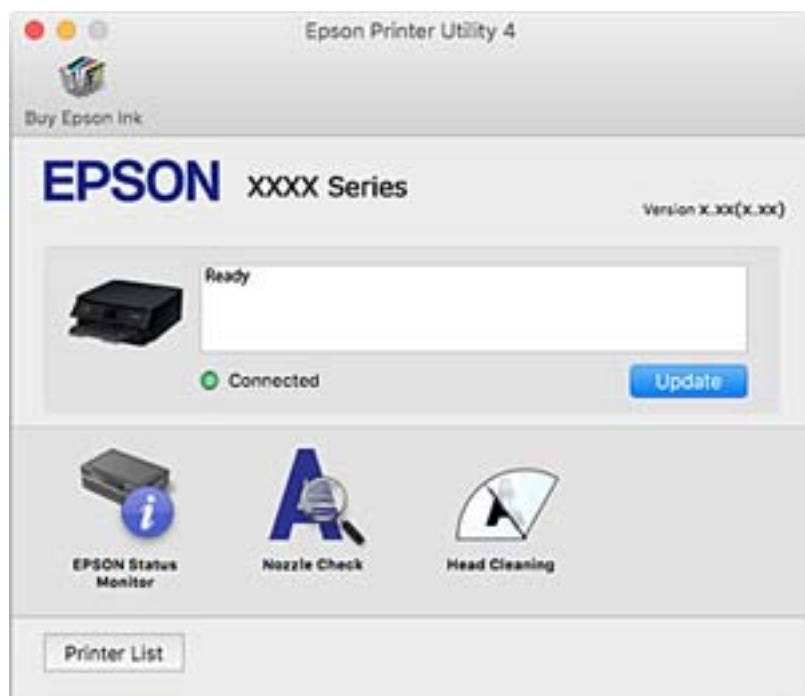 Epson Printer Utility 4
Buy Epson Ink
EPSON XXXX Series
Version X.XX(X.XX)
Ready
Connected
Update
EPSON Status
Monitor
Nozzle Check
Head Cleaning
Printer List